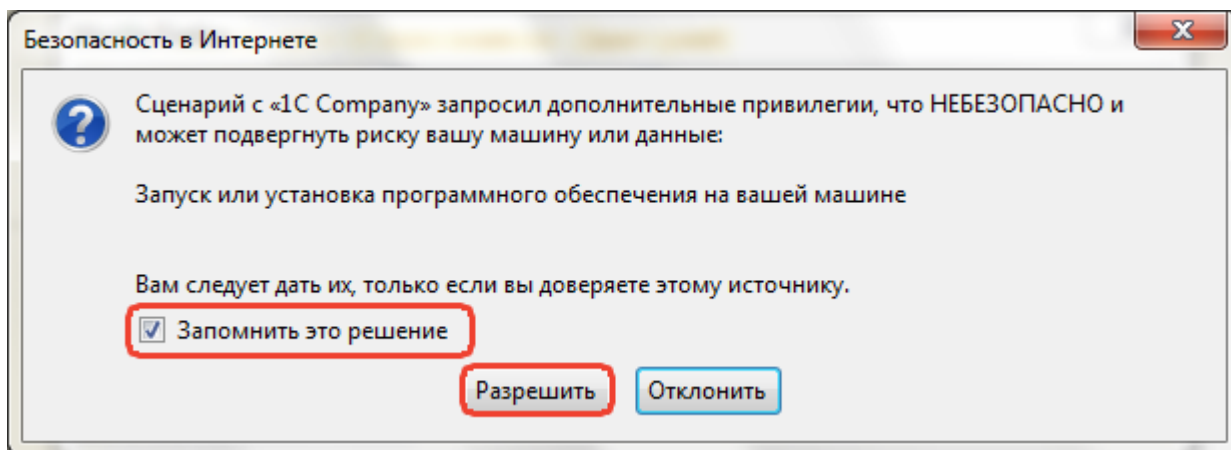 Безопасность в Интернете
X
Сценарий с «1C Company» запросил дополнительные привилегии, что НЕБЕЗОПАСНО и
может подвергнуть риску вашу машину или данные:
Запуск или установка программного обеспечения на вашей машине
Вам следует дать их, только если вы доверяете этому источнику.
Запомнить это решение
Разрешить Отклонить